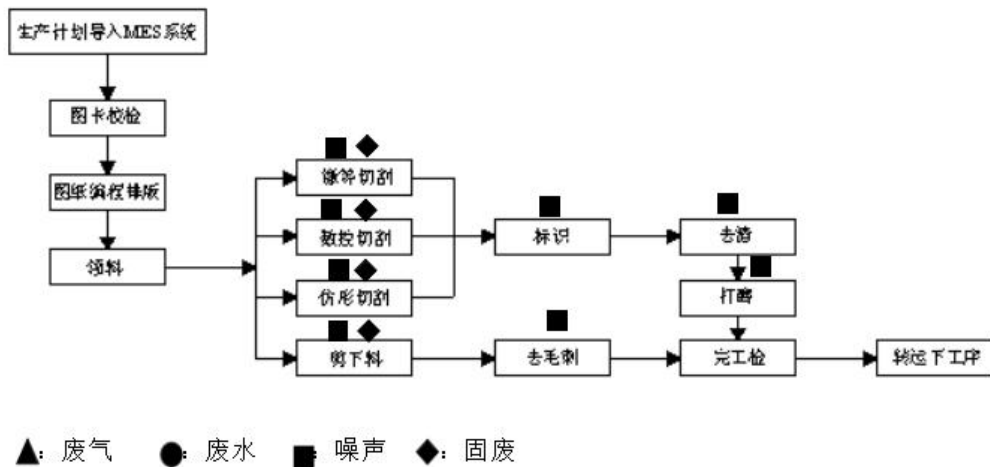 生产计划导入MES系统
图卡校检
图纸编程排版
领料
微等切割
数控切割
仿形切割
剪下料
标识
去渣
打磨
去毛刺
完工检
转运下工序
▲:废气 ●:废水 ■:噪声 ◆:固废